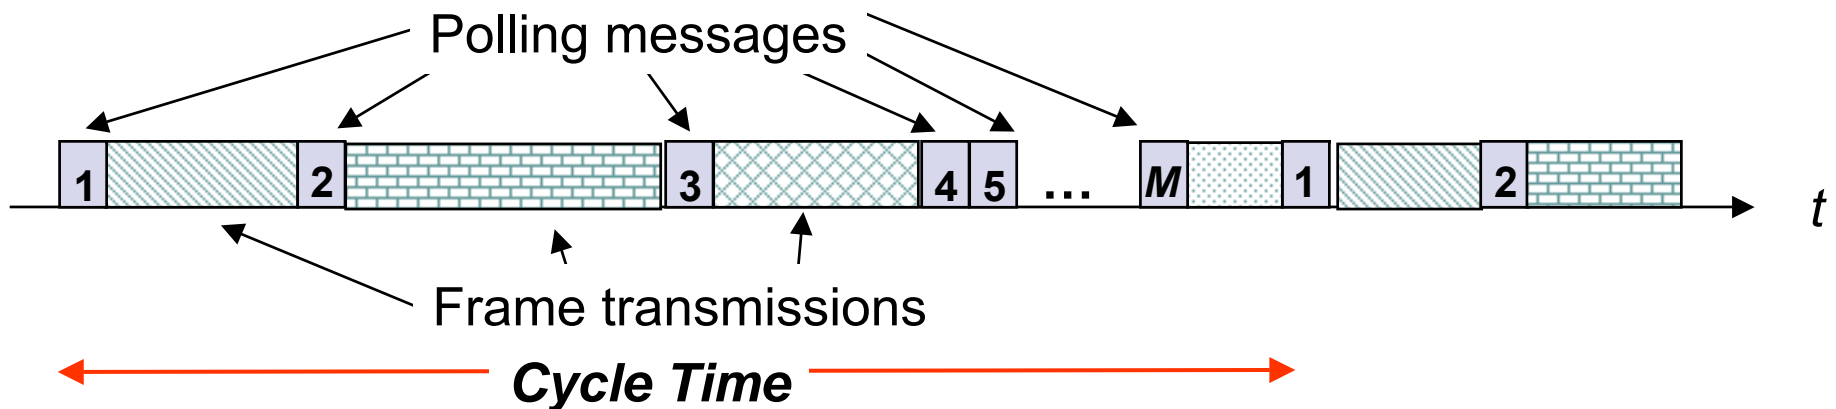 Polling messages
1 2 3 4 5 ... M 1 2
t
Frame transmissions
Cycle Time